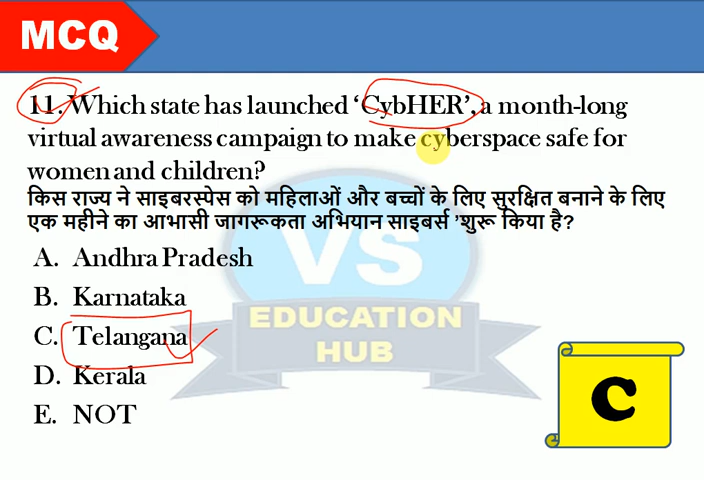 MCQ
11. Which state has launched ‘CybHER’, a month-long
virtual awareness campaign to make cyberspace safe for
women and children?
किस राज्य ने साइबरस्पेस को महिलाओं और बच्चों के लिए सुरक्षित बनाने के लिए
एक महीने का आभासी जागरूकता अभियान साइबर्स 'शुरू किया है?
A. Andhra Pradesh
B. Karnataka
C. Telangana
D. Kerala
E. NOT
C
VS
EDUCATION
HUB